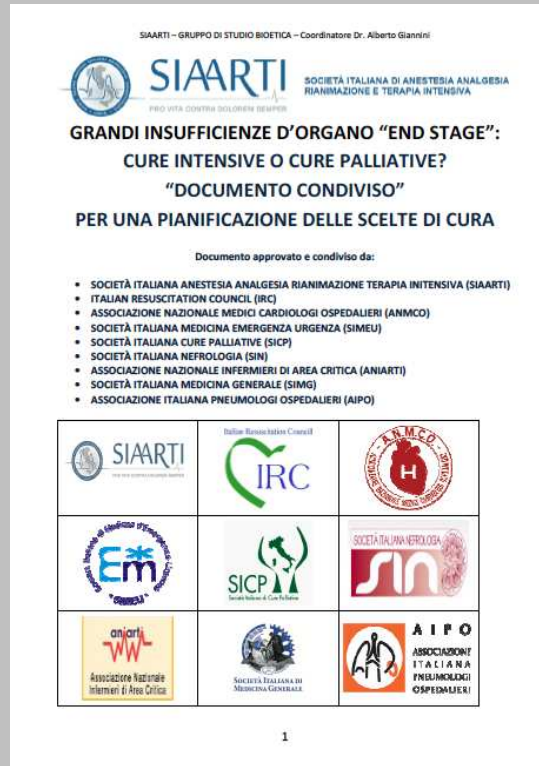 SIAARTI – GRUPPO DI STUDIO BIOETICA – Coordinatore Dr. Alberto Giannini
SIAARTI
SOCIETÀ ITALIANA DI ANESTESIA ANALGESIA
RIANIMAZIONE E TERAPIA INTENSIVA
PRO VITA CONTRA DOLOREM SEMPER
GRANDI INSUFFICIENZE D'ORGANO "END STAGE":
CURE INTENSIVE O CURE PALLIATIVE?
"DOCUMENTO CONDIVISO"
PER UNA PIANIFICAZIONE DELLE SCELTE DI CURA
Documento approvato e condiviso da:
• SOCIETÀ ITALIANA ANESTESIA ANALGESIA RIANIMAZIONE TERAPIA INITENSIVA (SIAARTI)
• ITALIAN RESUSCITATION COUNCIL (IRC)
• ASSOCIAZIONE NAZIONALE MEDICI CARDIOLOGI OSPEDALIERI (ANMCO)
• SOCIETÀ ITALIANA MEDICINA EMERGENZA URGENZA (SIMEU)
• SOCIETÀ ITALIANA CURE PALLIATIVE (SICP)
• SOCIETÀ ITALIANA NEFROLOGIA (SIN)
• ASSOCIAZIONE NAZIONALE INFERMIERI DI AREA CRITICA (ANIARTI)
• SOCIETÀ ITALIANA MEDICINA GENERALE (SIMG)
• ASSOCIAZIONE ITALIANA PNEUMOLOGI OSPEDALIERI (AIPO)
SIAARTI
Italian Resuscitation Council
IRC
A.N.M.C.O.
H
Em
SIMEU
SICP
Società Italiana di Cure Palliative
SOCIETÀ ITALIANA NEFROLOGIA
sin
aniarti
Associazione Nazionale
Infermieri di Area Critica
SOCIETÀ ITALIANA DI
MEDICINA GENERALE
AIPO
ASSOCIAZIONE
ITALIANA
PNEUMOLOGI
OSPEDALIERI
1